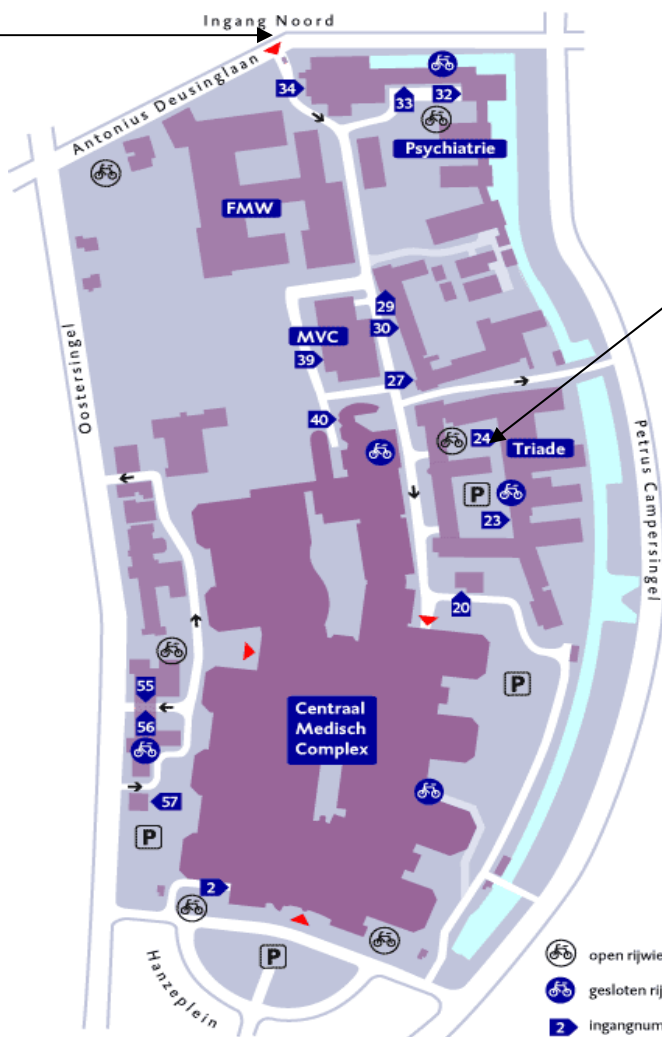 Ingang Noord
Antonius Deusinglaan
34
33
32
Psychiatrie
FMW
29
MVC
30
39
27
Oostersingel
40
24
Triade
P
23
Petrus Campersingel
20
P
55
56
Centraal
Medisch
Complex
57
P
2
P
Hanzeplein
open rijwie
gesloten rij
2 ingangnum